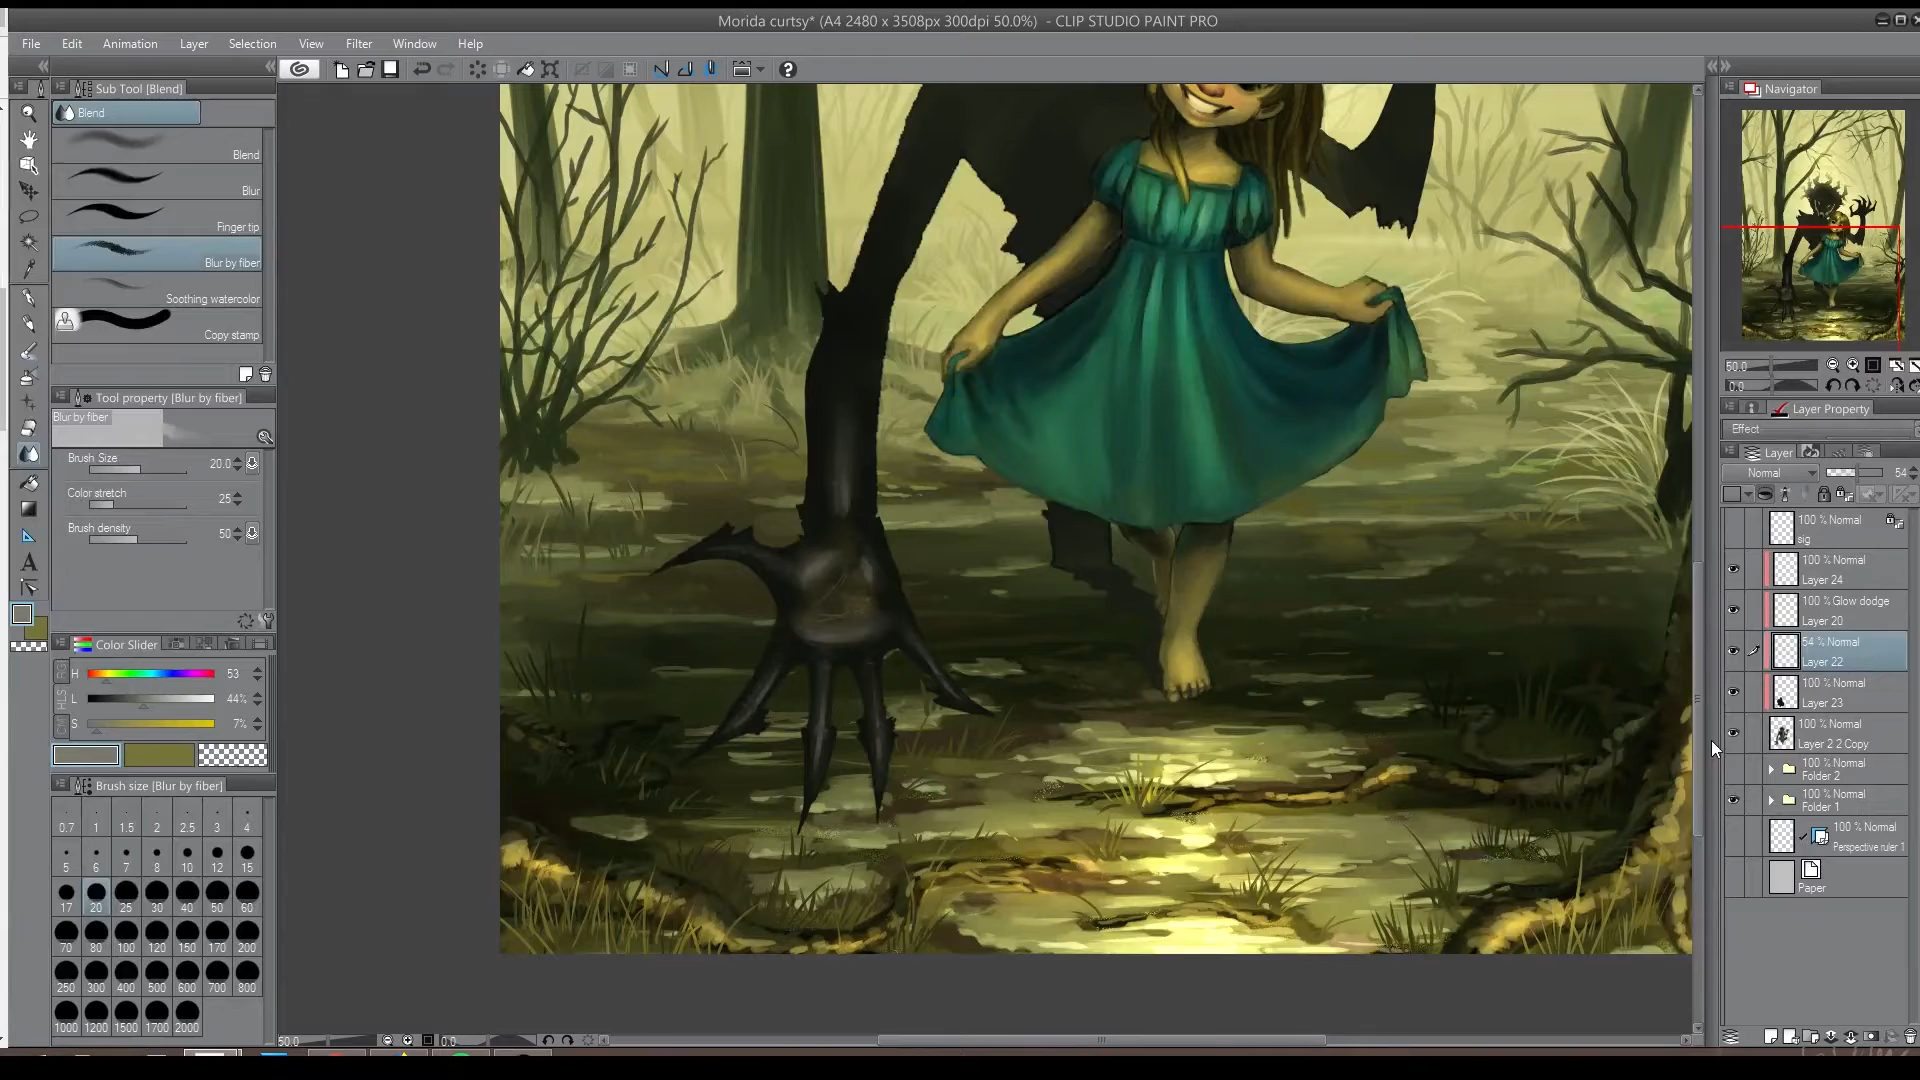 Morida curtsy* (A4 2480 x 3508px 300dpi 50.0%) - CLIP STUDIO PAINT PRO
File Edit Animation Layer Selection View Filter Window Help
Sub Tool [Blend]
Blend
Blend
Blur
Finger tip
Blur by fiber
Soothing watercolor
Copy stamp
Tool property [Blur by fiber]
Blur by fiber
Brush Size 20.0
Color stretch 25
Brush density 50
A
Color Slider
H 53
L 44%
S 7%
Brush size [Blur by fiber]
0.7 1 1.5 2 2.5 3 4
5 6 7 8 10 12 15
17 20 25 30 40 50 60
70 80 100 120 150 170 200
250 300 400 500 600 700 800
1000 1200 1500 1700 2000
50.0 0.0
Navigator
50.0
0.0
Layer Property
Effect
Layer
Normal 54
100 % Normal
sig
100 % Normal
Layer 24
100 % Glow dodge
Layer 20
54 % Normal
Layer 22
100 % Normal
Layer 23
100 % Normal
Layer 2 2 Copy
100 % Normal
Folder 2
100 % Normal
Folder 1
100 % Normal
Perspective ruler 1
Paper